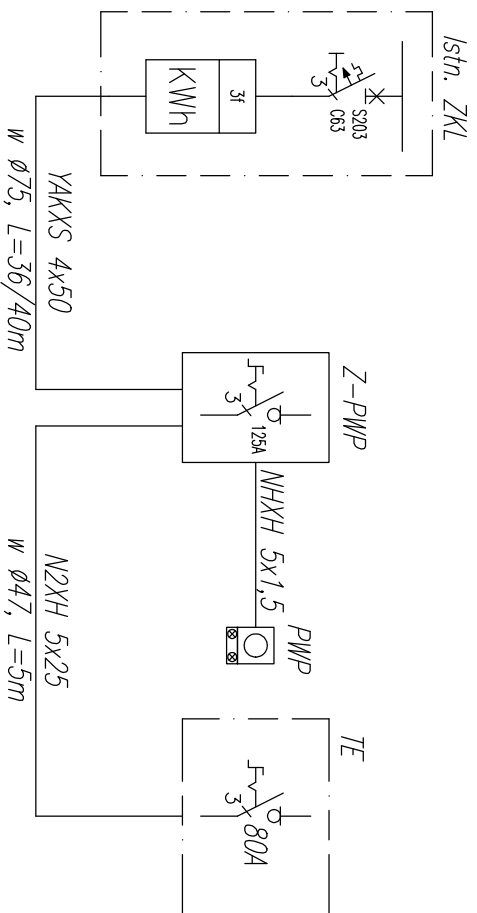 Istn. ZKL
S203
C63
3
3f
KWh
YAKXS 4x50
w ø75, L=36/40m
Z-PWP
125A
3
NHXH 5x1,5
PWP
N2XH 5x25
w ø47, L=5m
TE
80A
3